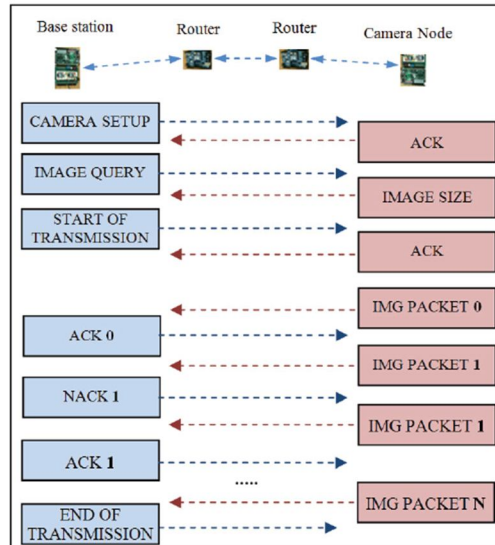 Base station
Router
Router
Camera Node
CAMERA SETUP
ACK
IMAGE QUERY
IMAGE SIZE
START OF
TRANSMISSION
ACK
IMG PACKET 0
ACK 0
IMG PACKET 1
NACK 1
IMG PACKET 1
ACK 1
.....
IMG PACKET N
END OF
TRANSMISSION